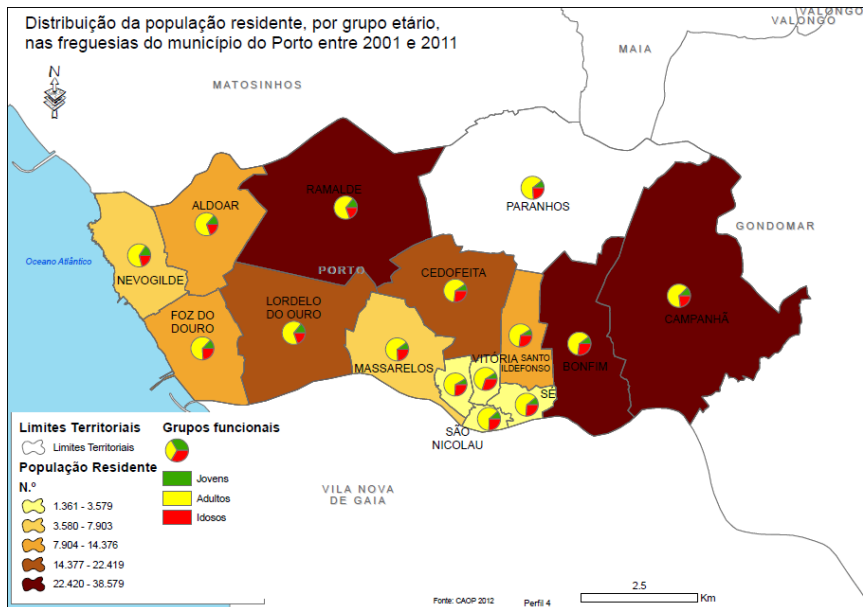 Distribuição da população residente, por grupo etário,
nas freguesias do município do Porto entre 2001 e 2011
N
VALONGO
VALONGO
VALONGO
MAIA
MATOSINHOS
GONDOMAR
RAMALDE
ALDOAR
PARANHOS
Oceano Atlântico
PORTO
CEDOFEITA
NEVOGILDE
LORDELO
DO OURO
FOZ DO
DOURO
CAMPANHÃ
MASSARELOS
VITÓRIA
SANTO
ILDEFONSO
BONFIM
SÉ
SÃO
NICOLAU
VILA NOVA
DE GAIA
Limites Territoriais
Limites Territoriais
População Residente
N.º
1.361 - 3.579
3.580 - 7.903
7.904 - 14.376
14.377 - 22.419
22.420 - 38.579
Grupos funcionais
Jovens
Adultos
Idosos
Fonte: CAOP 2012
Perfil 4
2.5
Km